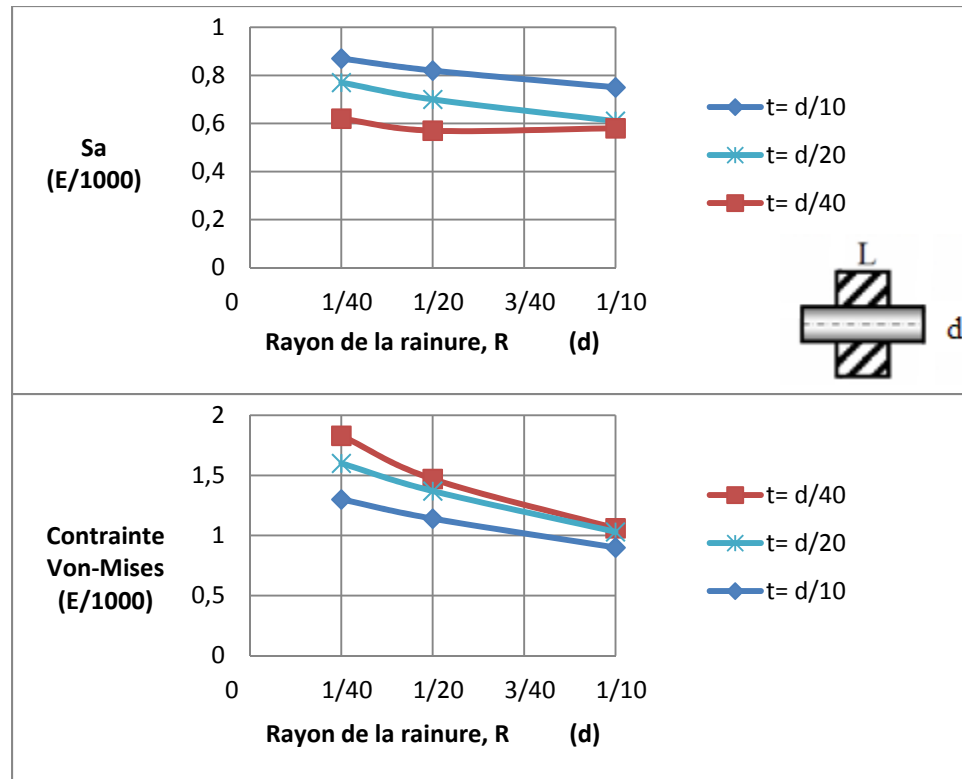 1
0,8
0,6
0,4
0,2
0
Sa
(E/1000)
0 1/40 1/20 3/40 1/10
Rayon de la rainure, R (d)
t= d/10
t= d/20
t= d/40
L
d
2
1,5
1
0,5
0
Contrainte
Von-Mises
(E/1000)
0 1/40 1/20 3/40 1/10
Rayon de la rainure, R (d)
t= d/40
t= d/20
t= d/10